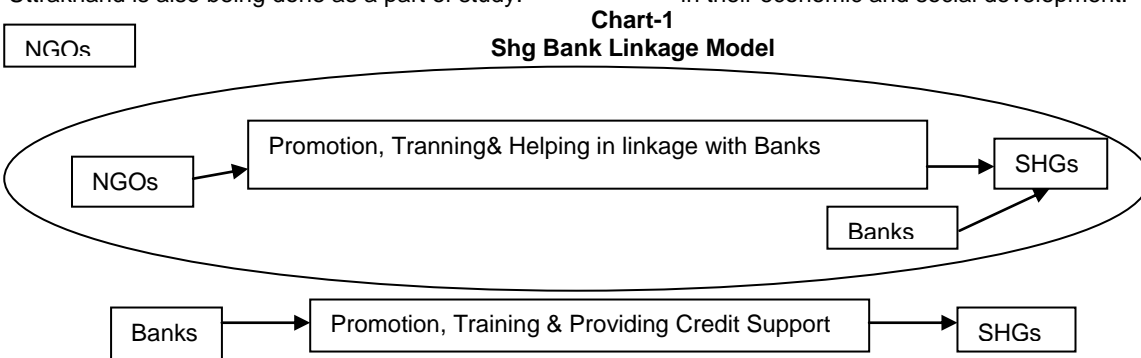 Uttrakhand is also being done as a part of study. in their economic and social development.
Chart-1
Shg Bank Linkage Model
NGOs
Promotion, Tranning& Helping in linkage with Banks
NGOs
SHGs
Banks
Banks
Promotion, Training & Providing Credit Support
SHGs